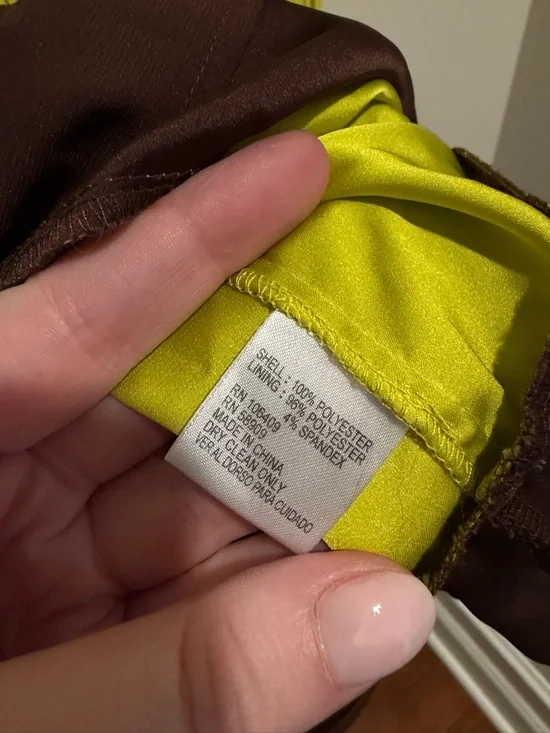 SHELL : 100% POLYESTER
LINING : 96% POLYESTER
4% SPANDEX
RN 106409
RN 56909
MADE IN CHINA
DRY CLEAN ONLY
VER AL DORSO PARA CUIDADO